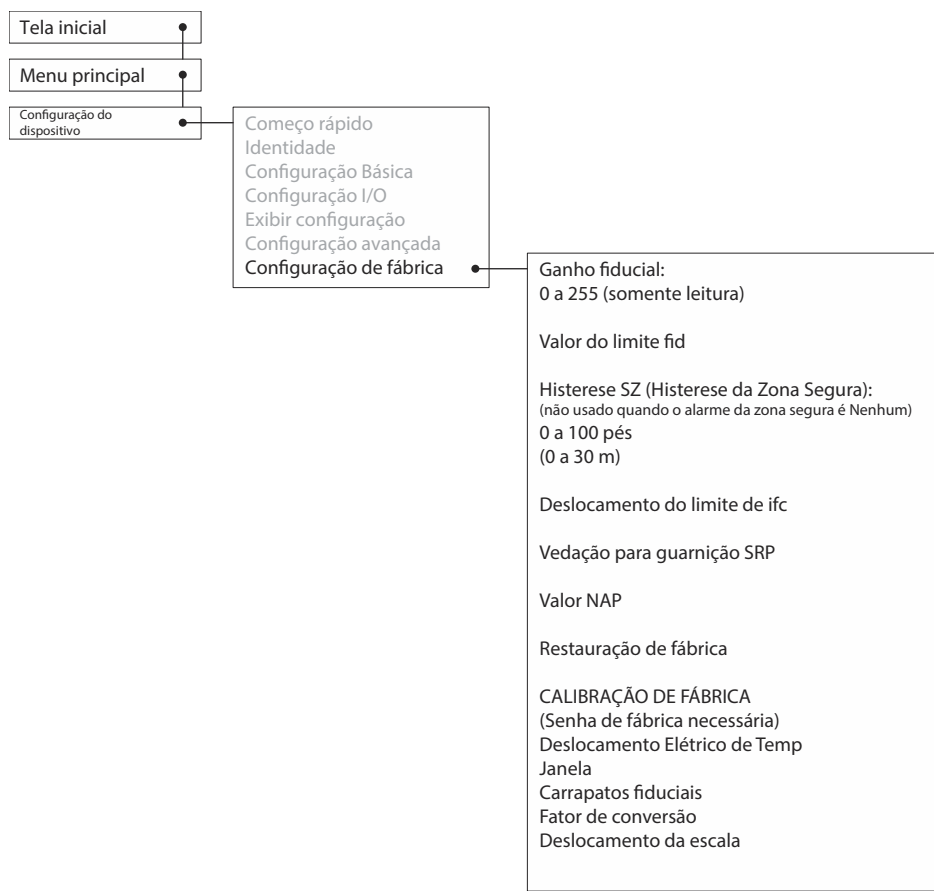 Tela inicial
Menu principal
Configuração do
dispositivo
Começo rápido
Identidade
Configuração Básica
Configuração I/O
Exibir configuração
Configuração avançada
Configuração de fábrica
Ganho fiducial:
0 a 255 (somente leitura)
Valor do limite fid
Histerese SZ (Histerese da Zona Segura):
(não usado quando o alarme da zona segura é Nenhum)
0 a 100 pés
(0 a 30 m)
Deslocamento do limite de ifc
Vedação para guarnição SRP
Valor NAP
Restauração de fábrica
CALIBRAÇÃO DE FÁBRICA
(Senha de fábrica necessária)
Deslocamento Elétrico de Temp
Janela
Carrapatos fiduciais
Fator de conversão
Deslocamento da escala